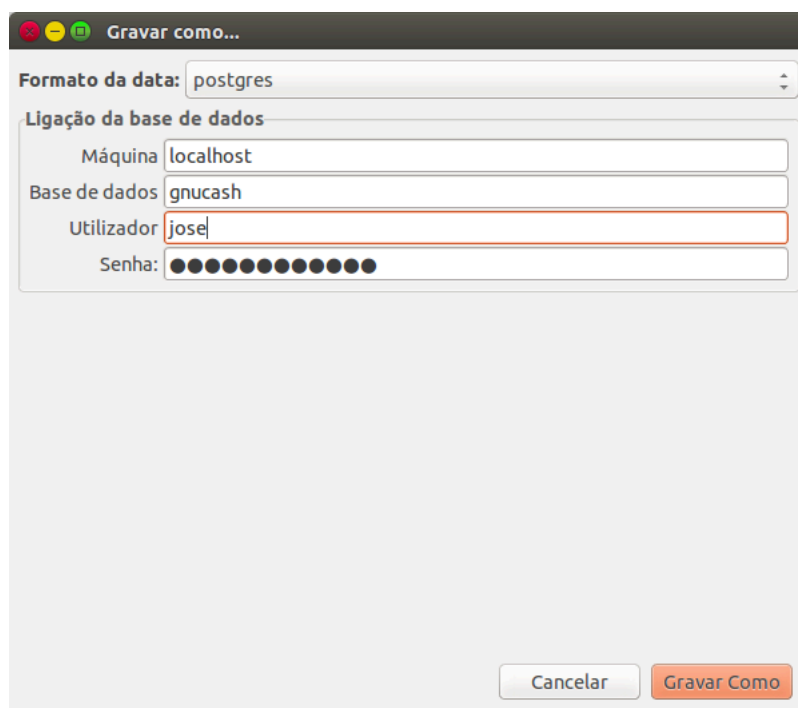 Gravar como...
Formato da data: postgres
Ligação da base de dados
Máquina localhost
Base de dados gnucash
Utilizador jose
Senha: ●●●●●●●●●●●●
Cancelar Gravar Como